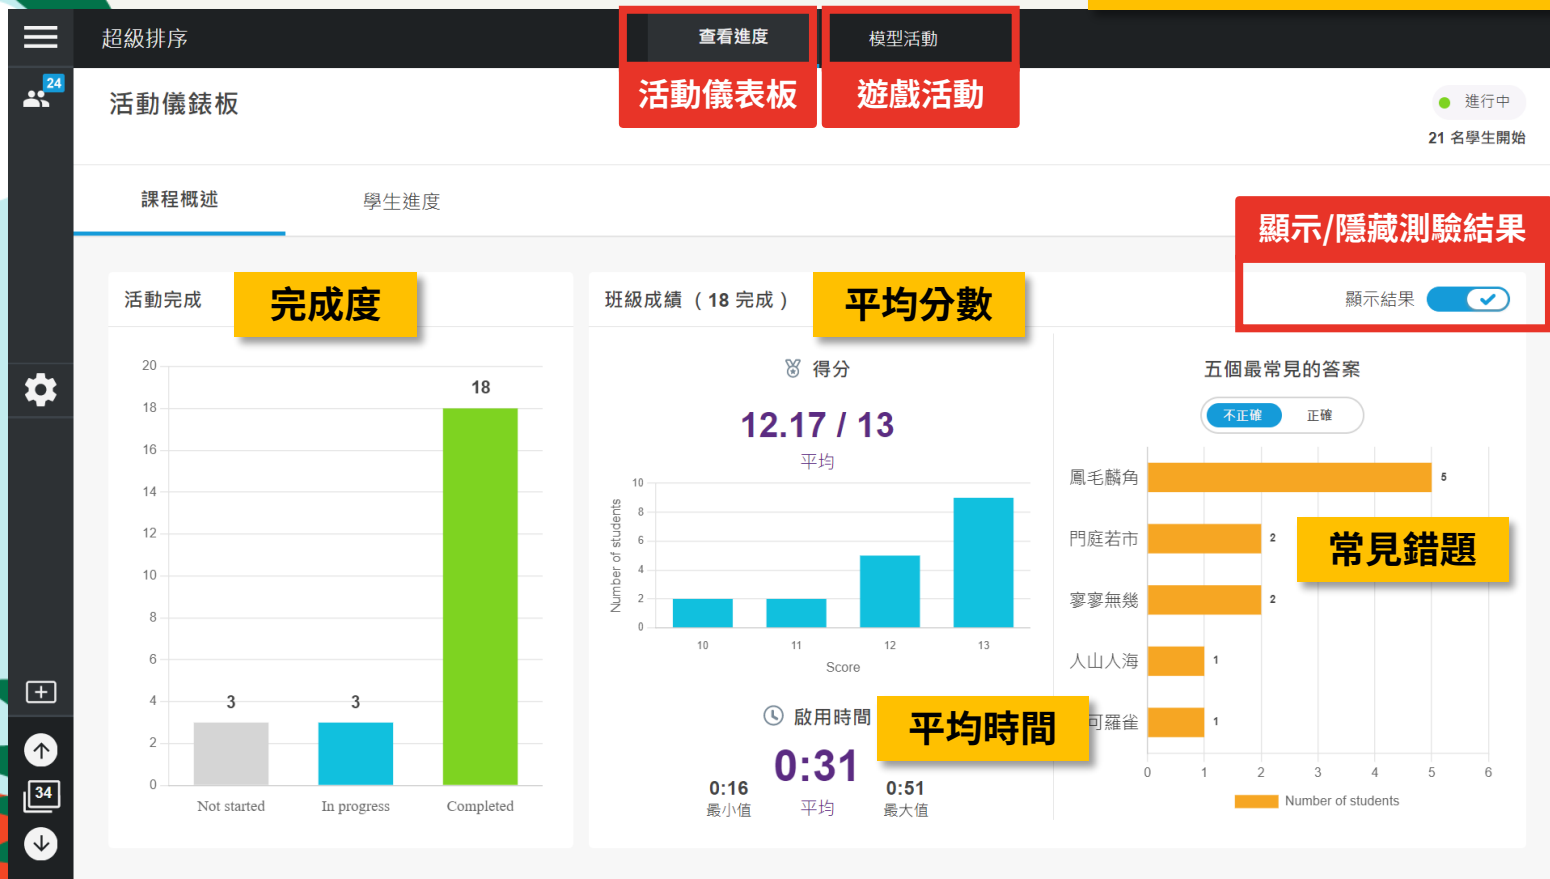 超級排序
查看進度
模型活動
活動儀表板
遊戲活動
24
活動儀錶板
進行中
21 名學生開始
課程概述
學生進度
顯示/隱藏測驗結果
顯示結果
活動完成
完成度
20
18
16
14
12
10
8
6
4
2
0
3
3
18
Not started
In progress
Completed
班級成績 ( 18 完成 )
平均分數
得分
12.17 / 13
平均
Number of students
10
8
6
4
2
0
10
11
12
13
Score
啟用時間
平均時間
0:31
平均
0:16
最小值
0:51
最大值
五個最常見的答案
不正確
正確
鳳毛麟角
5
門庭若市
2
常見錯題
寥寥無幾
2
人山人海
1
可羅雀
1
0
1
2
3
4
5
6
Number of students
34